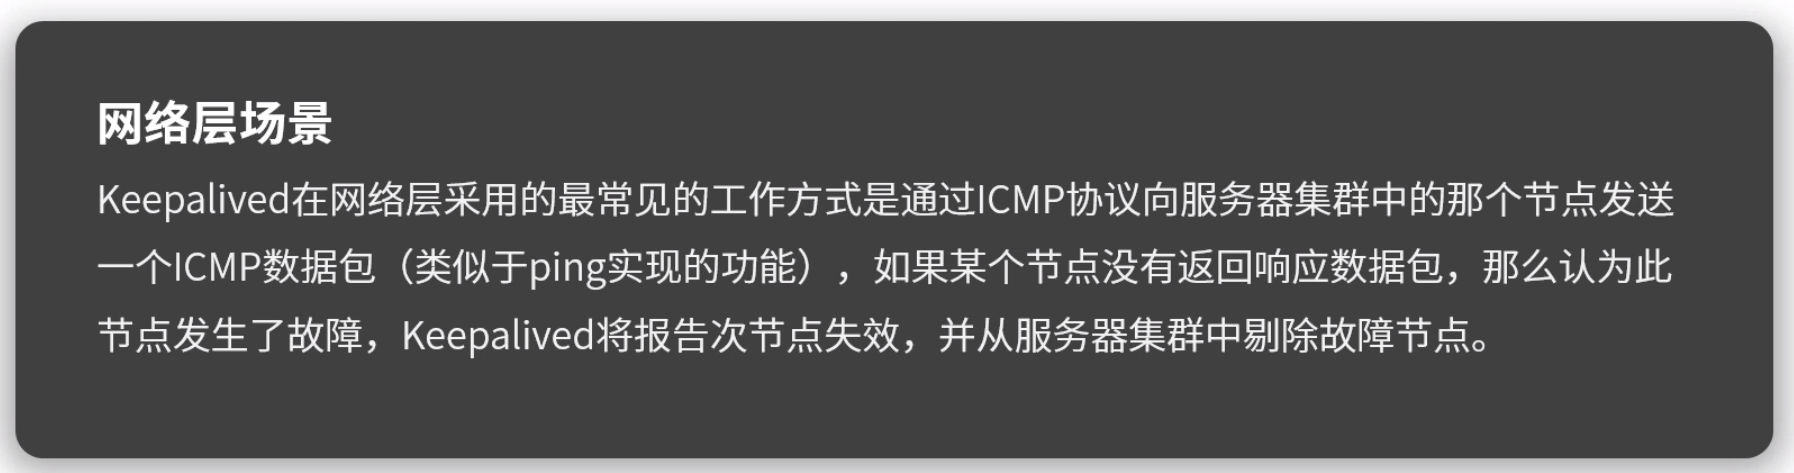 网络层场景
Keepalived在网络层采用的最常见的工作方式是通过ICMP协议向服务器集群中的那个节点发送
一个ICMP数据包（类似于ping实现的功能），如果某个节点没有返回响应数据包，那么认为此
节点发生了故障，Keepalived将报告次节点失效，并从服务器集群中剔除故障节点。